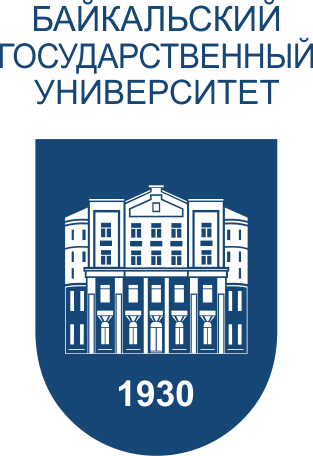 БАЙКАЛЬСКИЙ
ГОСУДАРСТВЕННЫЙ
УНИВЕРСИТЕТ
1930